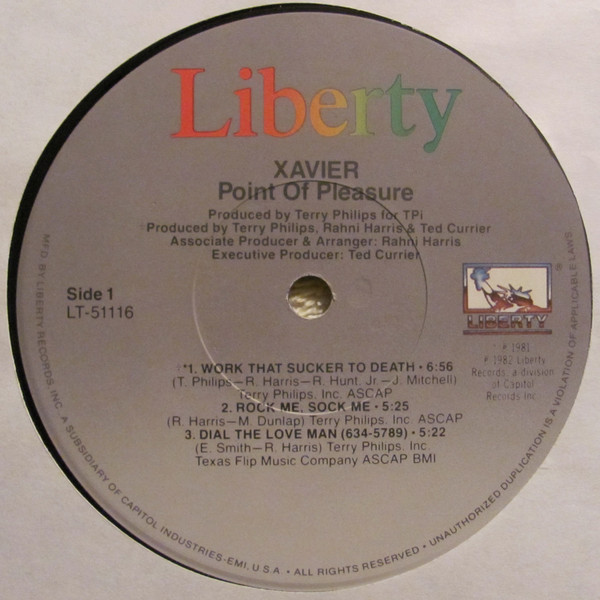 Liberty
XAVIER
Point Of Pleasure
Produced by Terry Philips for TPi
*Produced by Terry Philips, Rahni Harris & Ted Currier
Associate Producer & Arranger: Rahni Harris
Executive Producer: Ted Currier
Side 1
LT-51116
LIBERTY
℗ 1981
℗ 1982 Liberty
Records, a division
of Capitol
Records Inc.
*1. WORK THAT SUCKER TO DEATH • 6:56
(T. Philips—R. Harris—R. Hunt, Jr.—J. Mitchell)
Terry Philips, Inc. ASCAP
2. ROCK ME, SOCK ME • 5:25
(R. Harris—M. Dunlap) Terry Philips, Inc. ASCAP
3. DIAL THE LOVE MAN (634-5789) • 5:22
(E. Smith—R. Harris) Terry Philips, Inc.
Texas Flip Music Company ASCAP BMI
MFD. BY LIBERTY RECORDS, INC. A SUBSIDIARY OF CAPITOL INDUSTRIES-EMI, U.S.A. • ALL RIGHTS RESERVED • UNAUTHORIZED DUPLICATION IS A VIOLATION OF APPLICABLE LAWS